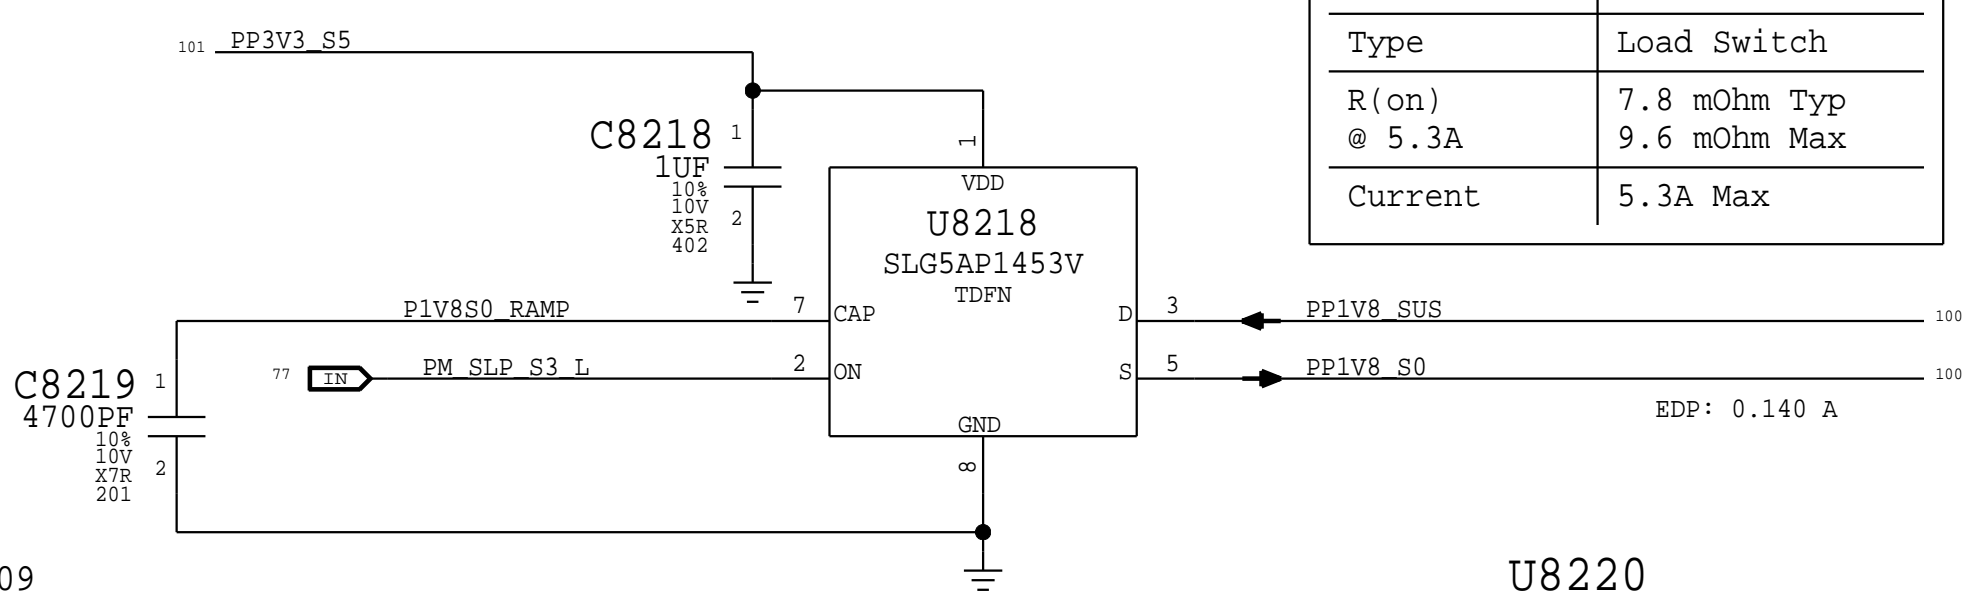 101 PP3V3_S5
Type Load Switch
R(on) 7.8 mOhm Typ
@ 5.3A 9.6 mOhm Max
Current 5.3A Max
C8218 1
1UF
10%
10V
X5R
402
2
1
VDD
U8218
SLG5AP1453V
TDFN
P1V8S0_RAMP 7 CAP
D 3 PP1V8_SUS 100
77 IN PM_SLP_S3_L 2 ON
S 5 PP1V8_S0 100
EDP: 0.140 A
GND
8
C8219 1
4700PF
10%
10V
X7R
201
2
09
U8220